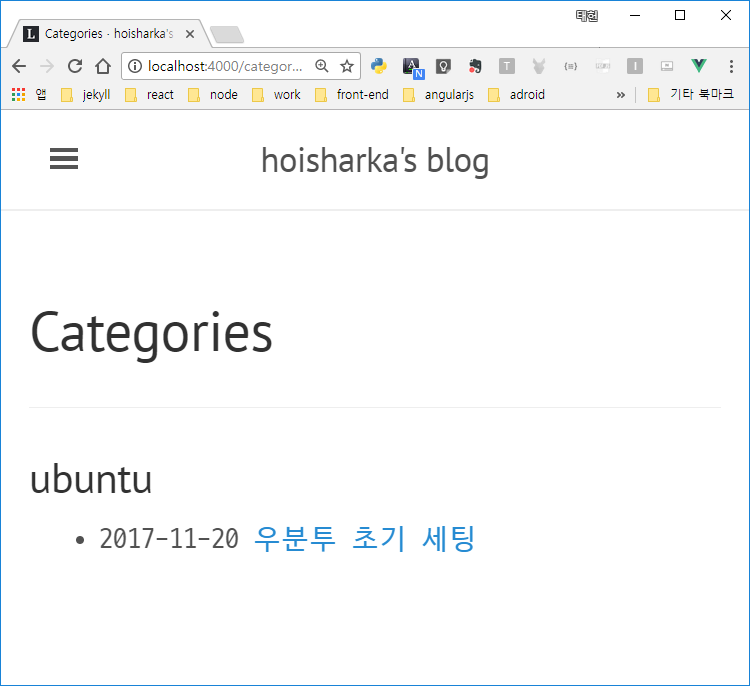 태현
L Categories · hoisharka's
localhost:4000/categor...
앱 jekyll react node work front-end angularjs adroid » 기타 북마크
hoisharka's blog
Categories
ubuntu
• 2017-11-20 우분투 초기 세팅